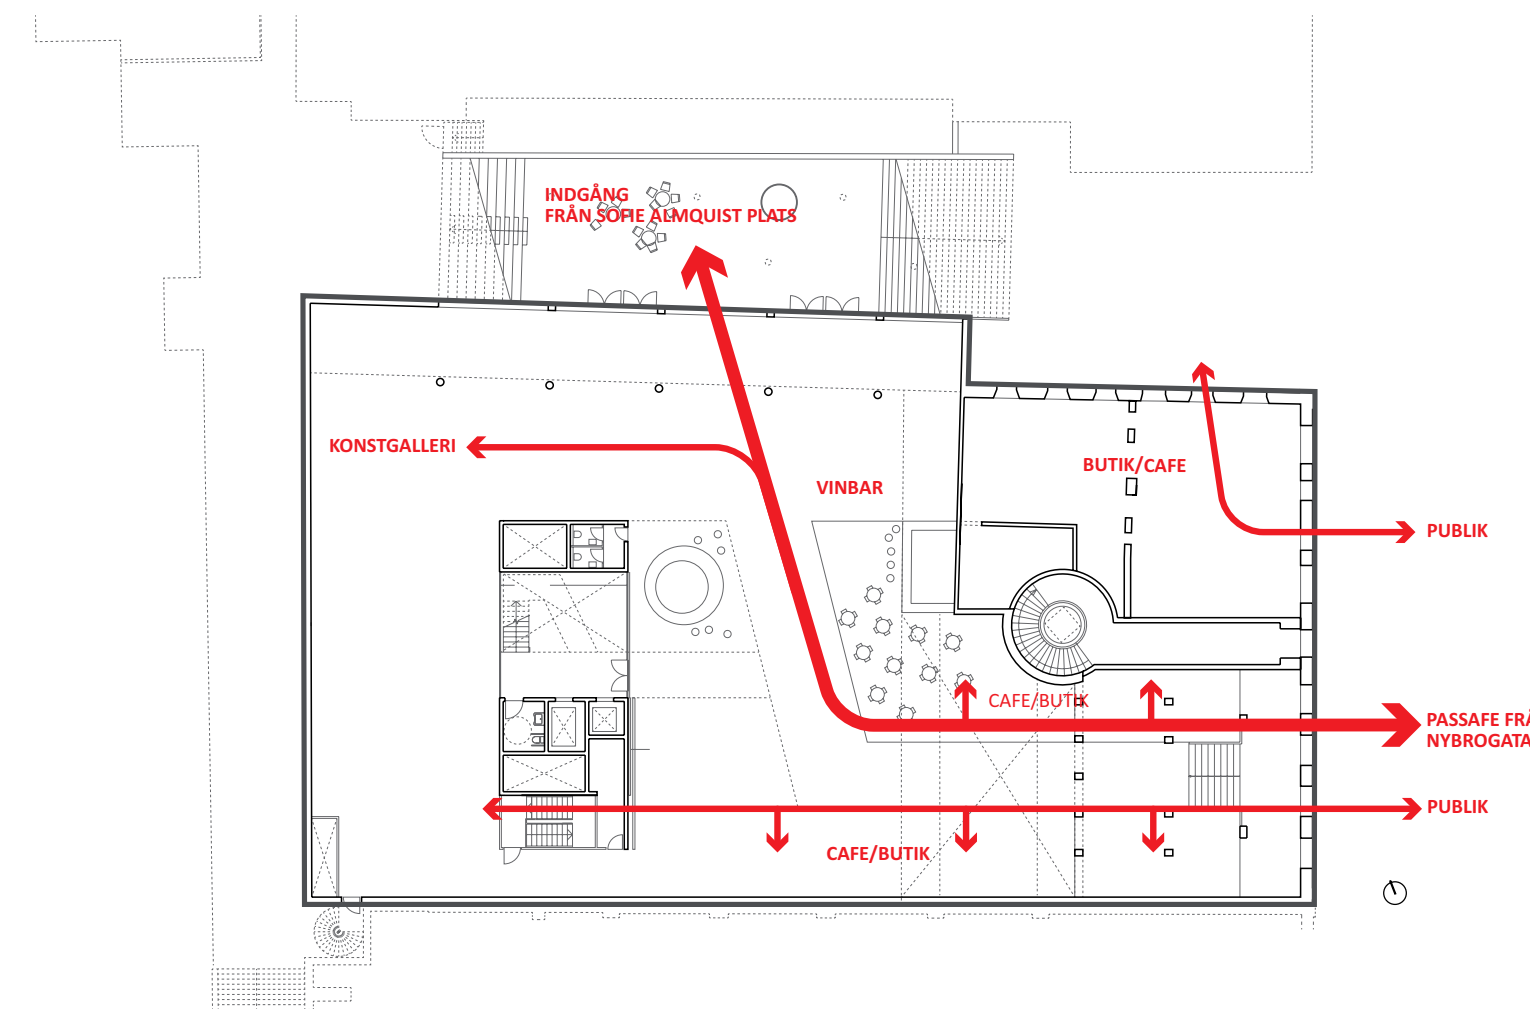 INDGÅNG
FRÅN SOFIE ALMQUIST PLATS
KONSTGALLERI
BUTIK/CAFE
VINBAR
PUBLIK
CAFE/BUTIK
PASSAFE FRÅ
NYBROGATA
PUBLIK
CAFE/BUTIK